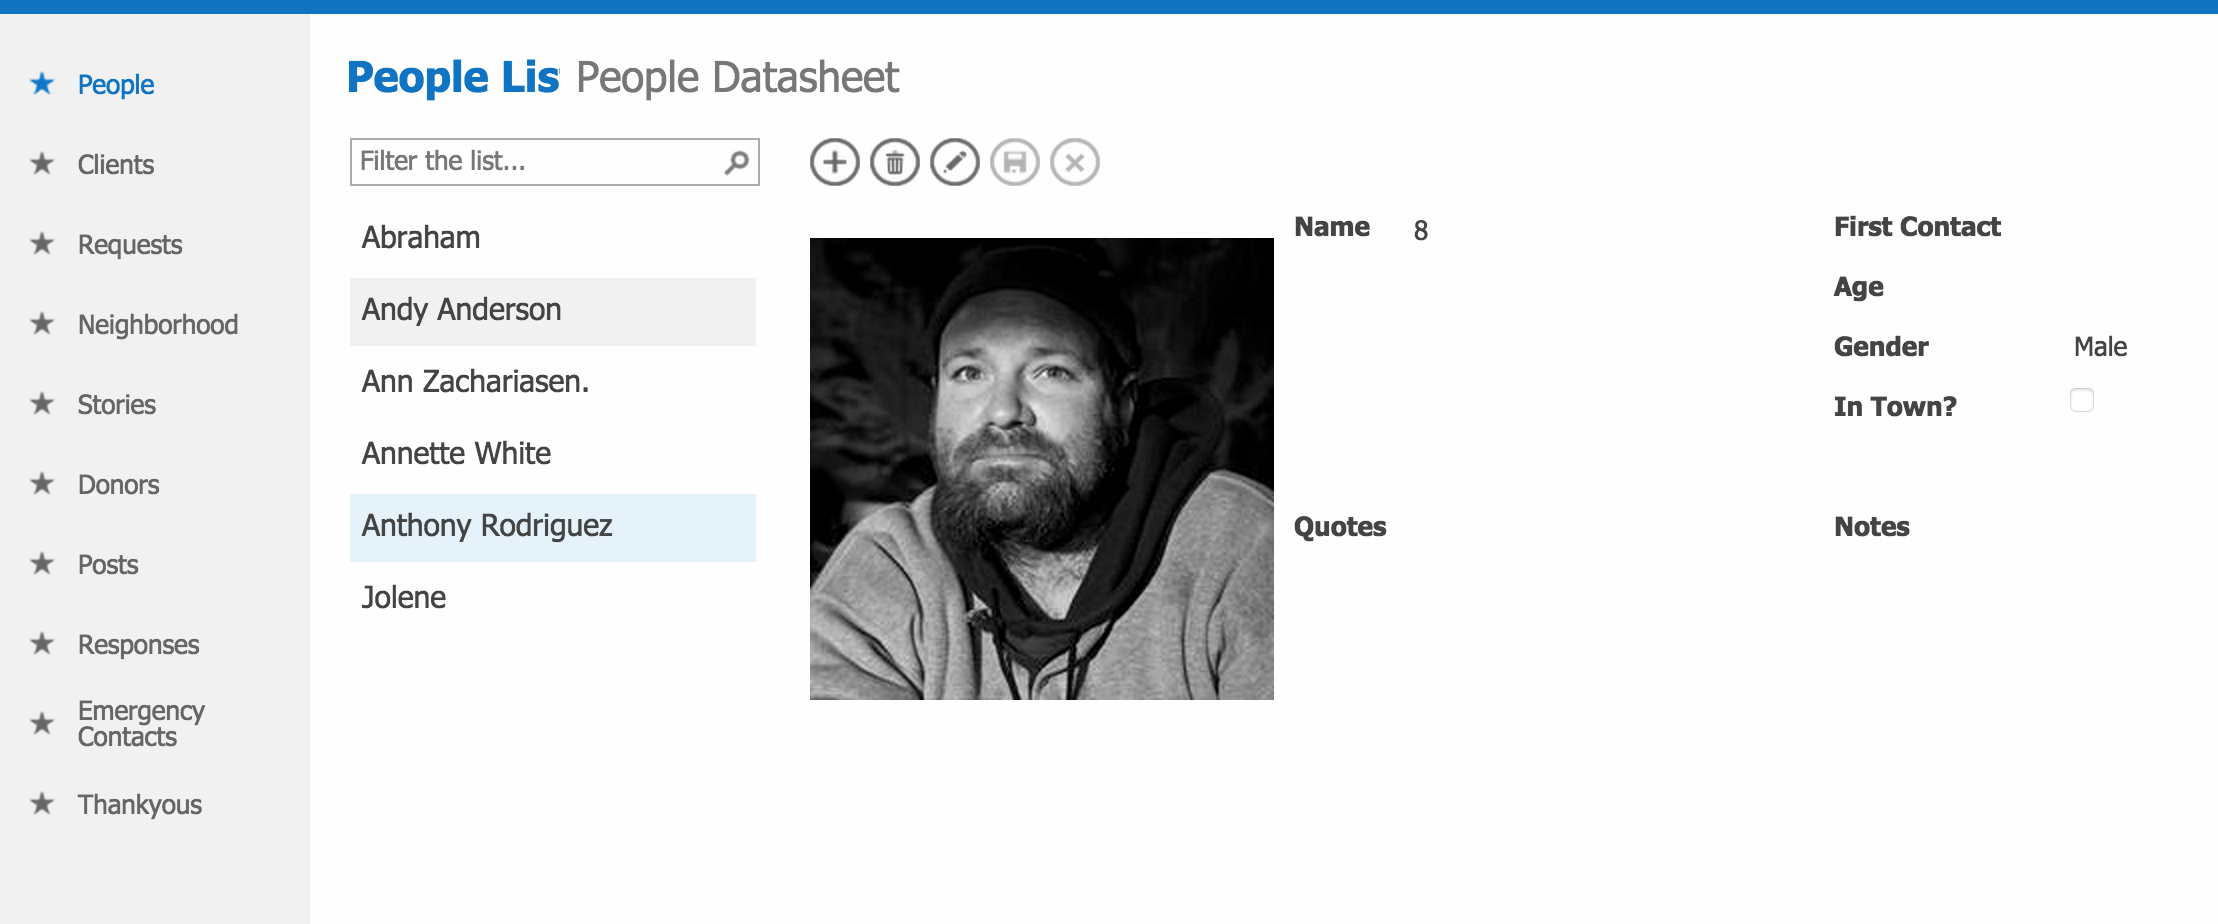 People
Clients
Requests
Neighborhood
Stories
Donors
Posts
Responses
Emergency
Contacts
Thankyous
People Lis People Datasheet
Filter the list...
Abraham
Andy Anderson
Ann Zachariasen.
Annette White
Anthony Rodriguez
Jolene
Name 8
Quotes
First Contact
Age
Gender Male
In Town?
Notes